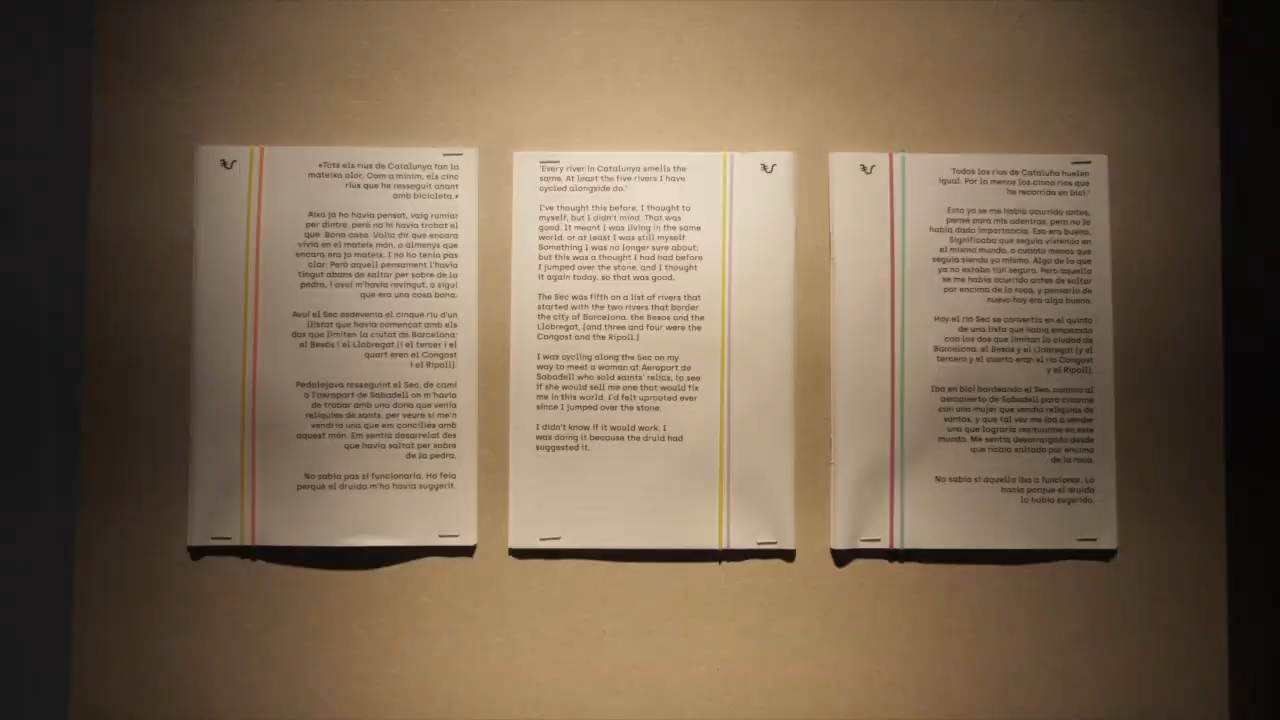 «Tots els rius de Catalunya fan la
mateixa olor. Com a mínim, els cinc
rius que he resseguit anant
amb bicicleta.»
Això ja ho havia pensat, vaig rumiar
per dintre, però no hi havia trobat el
què. Bona cosa. Volia dir que encara
vivia en el mateix món, o almenys que
encara era jo mateix. I no ho tenia pas
clar. Però aquell pensament l'havia
tingut abans de saltar per sobre de la
pedra, i avui m'havia revingut, o sigui
que era una cosa bona.
Avui el Sec esdevenia el cinquè riu d'un
llistat que havia començat amb els
dos que limiten la ciutat de Barcelona:
el Besòs i el Llobregat (i el tercer i el
quart eren el Congost
i el Ripoll).
Pedalejava resseguint el Sec, de camí
a l'aeroport de Sabadell on m'havia
de trobar amb una dona que venia
relíquies de sants, per veure si me'n
vendria una que em conciliés amb
aquest món. Em sentia desarrelat des
que havia saltat per sobre
de la pedra.
No sabia pas si funcionaria. Ho feia
perquè el druida m'ho havia suggerit.
'Every river in Catalunya smells the
same. At least the five rivers I have
cycled alongside do.'
I've thought this before, I thought to
myself, but I didn't mind. That was
good. It meant I was living in the same
world, or at least I was still myself.
Something I was no longer sure about;
but this was a thought I had had before
I jumped over the stone, and I thought
it again today, so that was good.
The Sec was fifth on a list of rivers that
started with the two rivers that border
the city of Barcelona, the Besòs and the
Llobregat, (and three and four were the
Congost and the Ripoll.)
I was cycling along the Sec on my
way to meet a woman at Aeroport de
Sabadell who sold saints' relics, to see
if she would sell me one that would fix
me in this world. I'd felt uprooted ever
since I jumped over the stone.
I didn't know if it would work. I
was doing it because the druid had
suggested it.
'Todos los ríos de Cataluña huelen
igual. Por lo menos los cinco ríos que
he recorrido en bici.'
Esto ya se me había ocurrido antes,
pensé para mis adentros, pero no le
había dado importancia. Eso era bueno.
Significaba que seguía viviendo en
el mismo mundo, o cuanto menos que
seguía siendo yo mismo. Algo de lo que
ya no estaba tan seguro. Pero aquello
se me había ocurrido antes de saltar
por encima de la roca, y pensarlo de
nuevo hoy era algo bueno.
Hoy el río Sec se convertía en el quinto
de una lista que había empezado
con los dos que limitan la ciudad de
Barcelona, el Besòs y el Llobregat (y el
tercero y el cuarto eran el río Congost
y el Ripoll).
Iba en bici bordeando el Sec, camino al
aeropuerto de Sabadell para citarme
con una mujer que vendía reliquias de
santos, y que tal vez me iba a vender
una que lograría resituarme en este
mundo. Me sentía desarraigado desde
que había saltado por encima
de la roca.
No sabía si aquello iba a funcionar. Lo
hacía porque el druida
lo había sugerido.